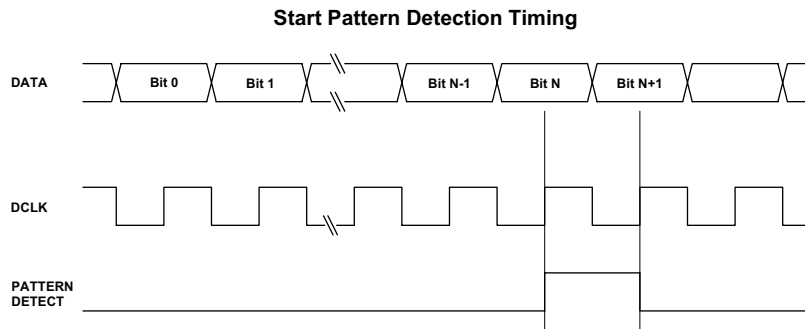 Start Pattern Detection Timing
DATA
Bit 0
Bit 1
Bit N-1
Bit N
Bit N+1
DCLK
PATTERN
DETECT